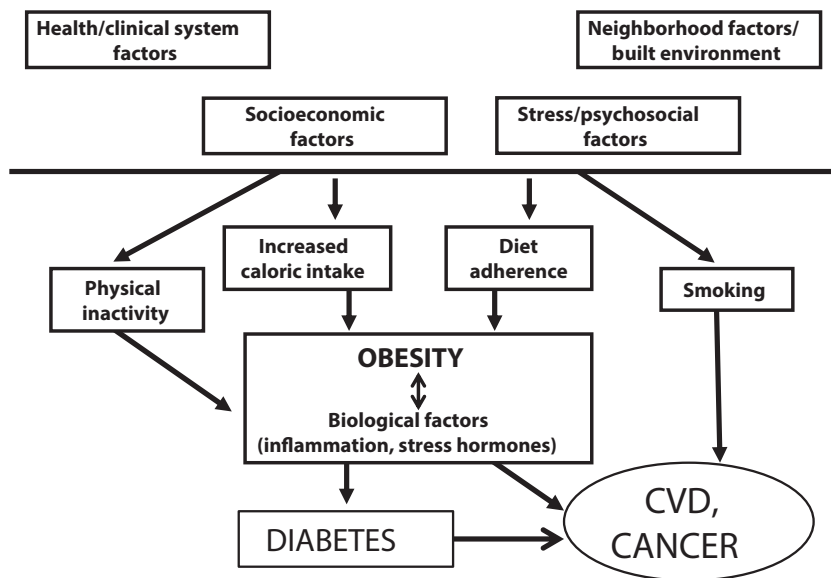 Health/clinical system
factors
Neighborhood factors/
built environment
Socioeconomic
factors
Stress/psychosocial
factors
Increased
caloric intake
Diet
adherence
Physical
inactivity
Smoking
OBESITY
Biological factors
(inflammation, stress hormones)
DIABETES
CVD,
CANCER